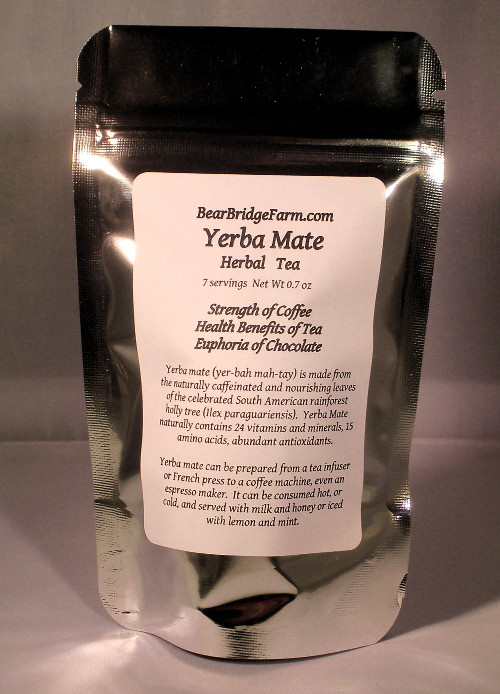 BearBridgeFarm.com
Yerba Mate
Herbal Tea
7 servings Net Wt 0.7 oz
Strength of Coffee
Health Benefits of Tea
Euphoria of Chocolate
Yerba mate (yer-bah mah-tay) is made from
the naturally caffeinated and nourishing leaves
of the celebrated South American rainforest
holly tree (Ilex paraguariensis). Yerba Mate
naturally contains 24 vitamins and minerals, 15
amino acids, abundant antioxidants.
Yerba mate can be prepared from a tea infuser
or French press to a coffee machine, even an
espresso maker. It can be consumed hot, or
cold, and served with milk and honey or iced
with lemon and mint.